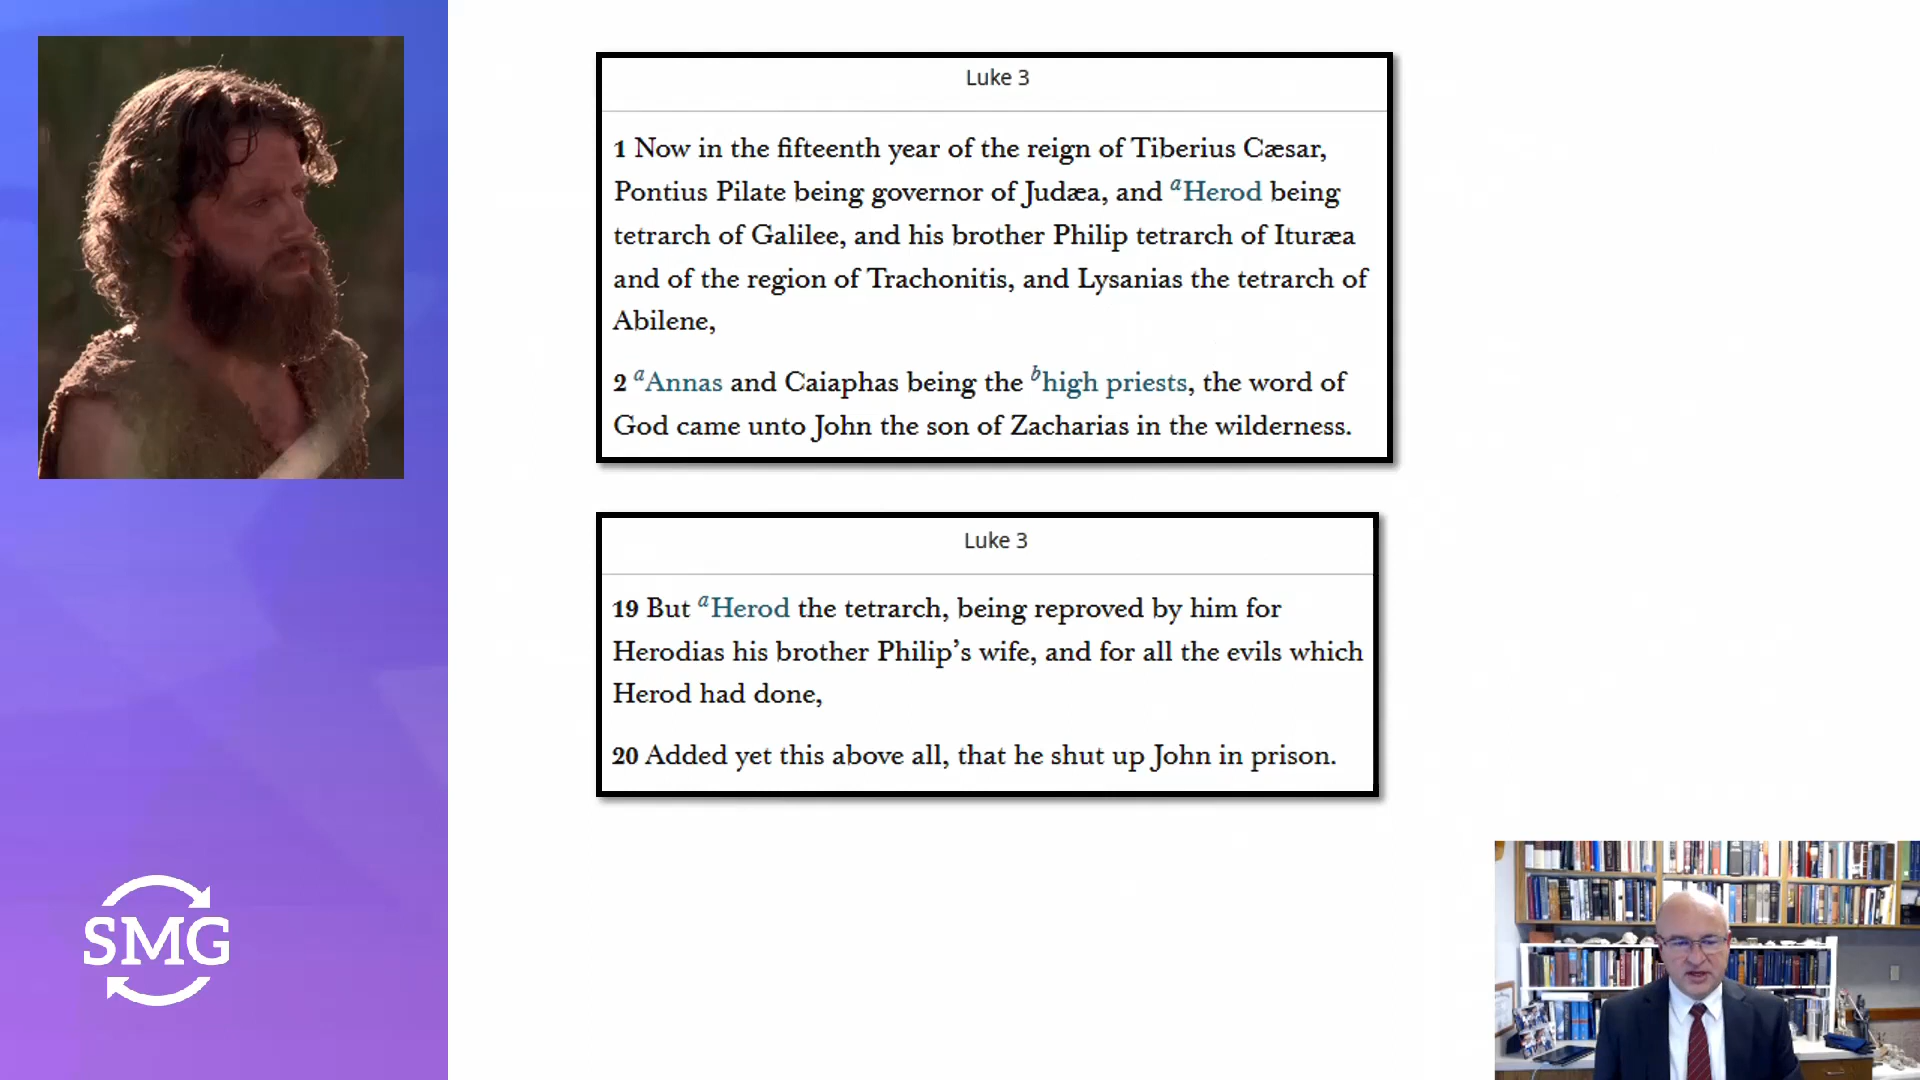 Luke 3
1 Now in the fifteenth year of the reign of Tiberius Cæsar,
Pontius Pilate being governor of Judæa, and aHerod being
tetrarch of Galilee, and his brother Philip tetrarch of Ituræa
and of the region of Trachonitis, and Lysanias the tetrarch of
Abilene,
2 aAnnas and Caiaphas being the bhigh priests, the word of
God came unto John the son of Zacharias in the wilderness.
Luke 3
19 But aHerod the tetrarch, being reproved by him for
Herodias his brother Philip’s wife, and for all the evils which
Herod had done,
20 Added yet this above all, that he shut up John in prison.
SMG